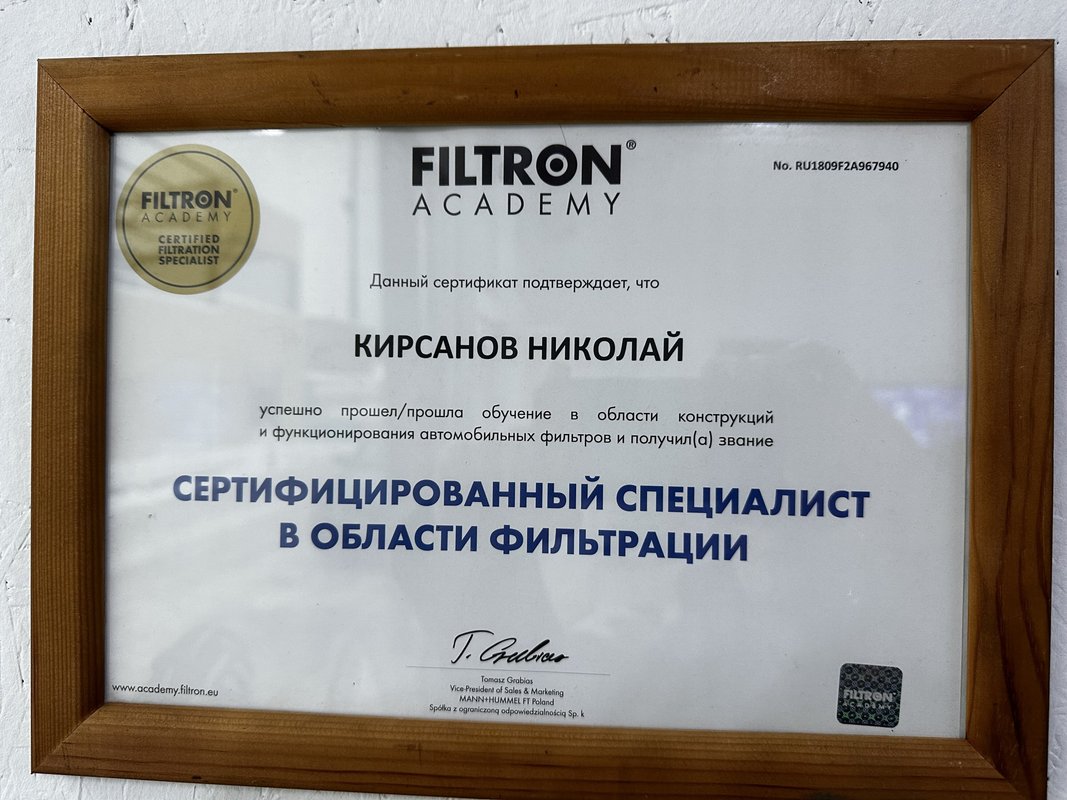 FILTRON®
ACADEMY
No. RU1809F2A967940
FILTRON®
ACADEMY
CERTIFIED
FILTRATION
SPECIALIST
Данный сертификат подтверждает, что
КИРСАНОВ НИКОЛАЙ
успешно прошел/прошла обучение в области конструкций
и функционирования автомобильных фильтров и получил(а) звание
СЕРТИФИЦИРОВАННЫЙ СПЕЦИАЛИСТ
В ОБЛАСТИ ФИЛЬТРАЦИИ
T. Grabias
Tomasz Grabias
Vice-President of Sales & Marketing
MANN+HUMMEL FT Poland
Spółka z ograniczoną odpowiedzialnością Sp. k
www.academy.filtron.eu
FILTRON
ACADEMY